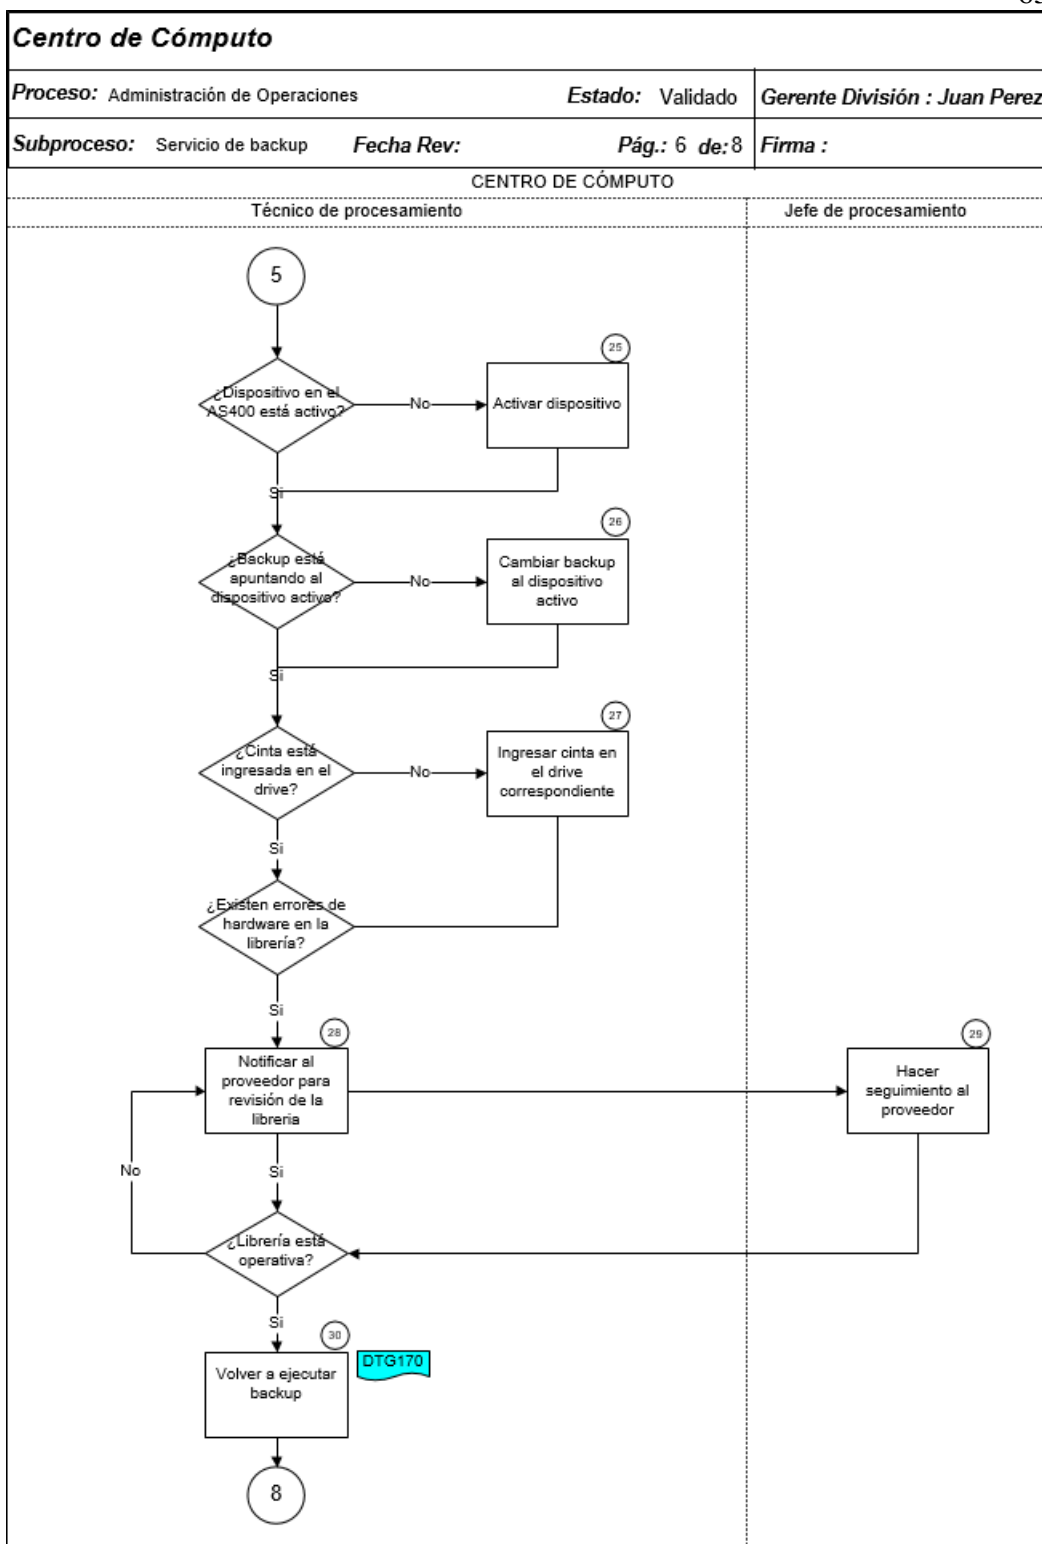 Centro de Cómputo
Proceso: Administración de Operaciones Estado: Validado Gerente División : Juan Perez
Subproceso: Servicio de backup Fecha Rev: Pág.: 6 de: 8 Firma :
CENTRO DE CÓMPUTO
Técnico de procesamiento Jefe de procesamiento
5
25
¿Dispositivo en el
AS400 está activo?
No
Activar dispositivo
Si
26
¿Backup está
apuntando al
dispositivo activo?
No
Cambiar backup
al dispositivo
activo
Si
27
¿Cinta está
ingresada en el
drive?
No
Ingresar cinta en
el drive
correspondiente
Si
¿Existen errores de
hardware en la
librería?
Si
28
Notificar al
proveedor para
revisión de la
libreria
29
Hacer
seguimiento al
proveedor
No
Si
¿Librería está
operativa?
Si
30
Volver a ejecutar
backup
DTG170
8